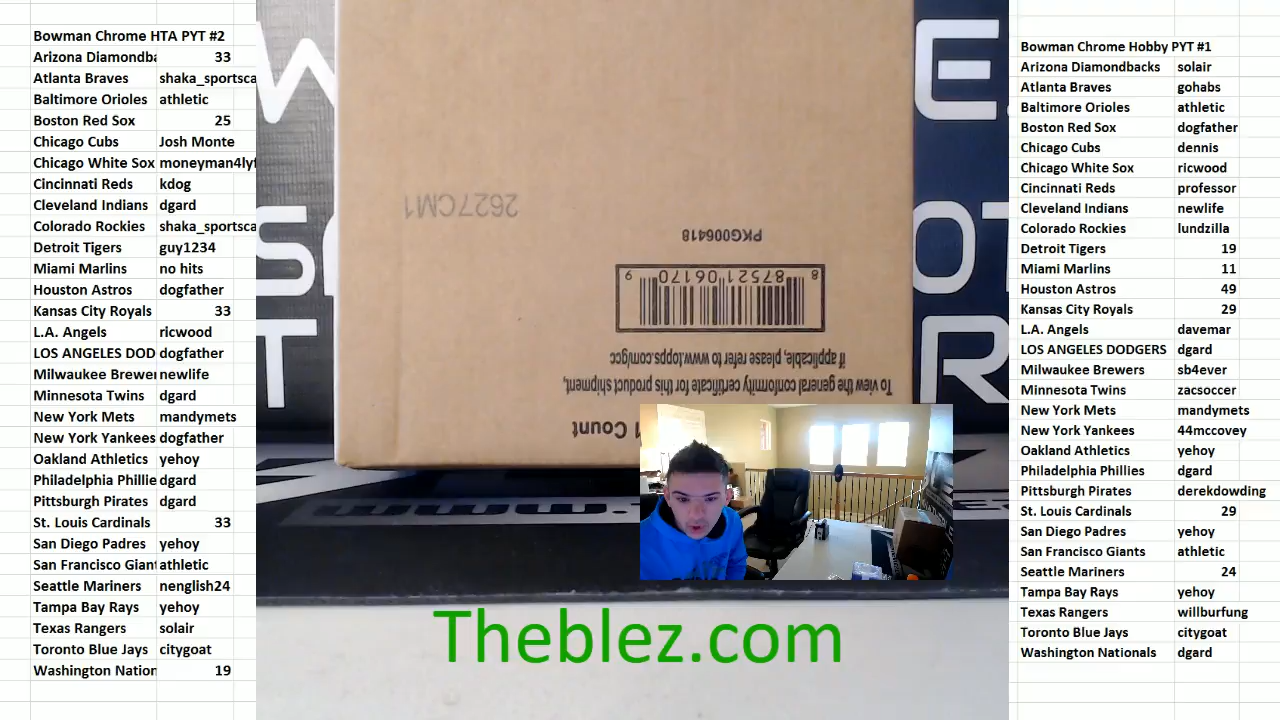 Bowman Chrome HTA PYT #2
Arizona Diamondba 33
Atlanta Braves shaka_sportsca
Baltimore Orioles athletic
Boston Red Sox 25
Chicago Cubs Josh Monte
Chicago White Sox moneyman4lyf
Cincinnati Reds kdog
Cleveland Indians dgard
Colorado Rockies shaka_sportsca
Detroit Tigers guy1234
Miami Marlins no hits
Houston Astros dogfather
Kansas City Royals 33
L.A. Angels ricwood
LOS ANGELES DOD dogfather
Milwaukee Brewer newlife
Minnesota Twins dgard
New York Mets mandymets
New York Yankees dogfather
Oakland Athletics yehoy
Philadelphia Phillie dgard
Pittsburgh Pirates dgard
St. Louis Cardinals 33
San Diego Padres yehoy
San Francisco Giant athletic
Seattle Mariners nenglish24
Tampa Bay Rays yehoy
Texas Rangers solair
Toronto Blue Jays citygoat
Washington Nation 19
1 Count
To view the general conformity certificate for this product shipment,
if applicable, please refer to www.topps.com/gcc
8 87521 06170 9
PKG006418
2627CM1
Theblez.com
Bowman Chrome Hobby PYT #1
Arizona Diamondbacks solair
Atlanta Braves gohabs
Baltimore Orioles athletic
Boston Red Sox dogfather
Chicago Cubs dennis
Chicago White Sox ricwood
Cincinnati Reds professor
Cleveland Indians newlife
Colorado Rockies lundzilla
Detroit Tigers 19
Miami Marlins 11
Houston Astros 49
Kansas City Royals 29
L.A. Angels davemar
LOS ANGELES DODGERS dgard
Milwaukee Brewers sb4ever
Minnesota Twins zacsoccer
New York Mets mandymets
New York Yankees 44mccovey
Oakland Athletics yehoy
Philadelphia Phillies dgard
Pittsburgh Pirates derekdowding
St. Louis Cardinals 29
San Diego Padres yehoy
San Francisco Giants athletic
Seattle Mariners 24
Tampa Bay Rays yehoy
Texas Rangers willburfung
Toronto Blue Jays citygoat
Washington Nationals dgard